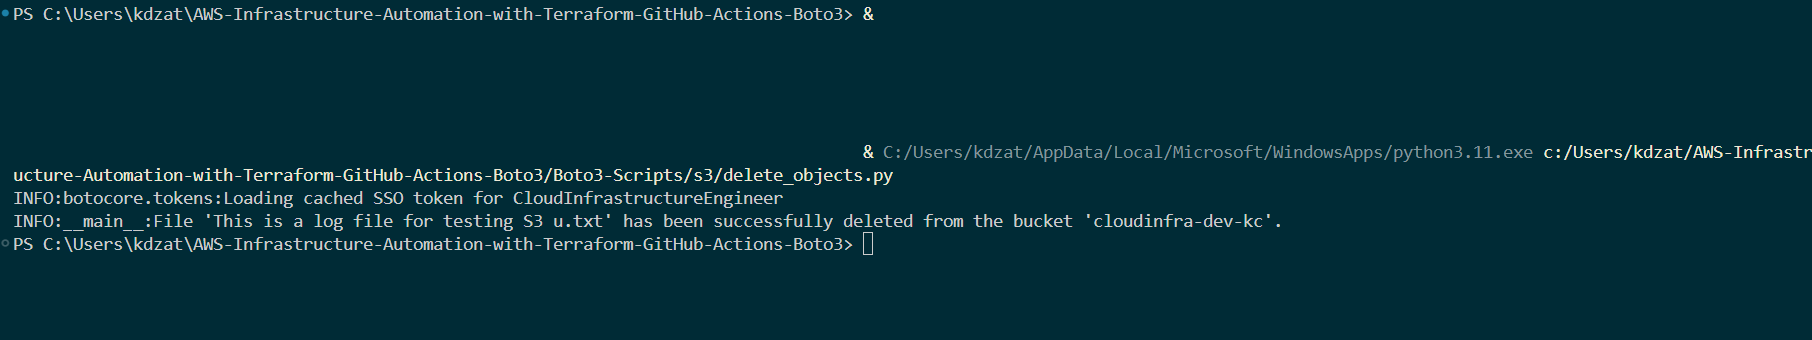 PS C:\Users\kdzat\AWS-Infrastructure-Automation-with-Terraform-GitHub-Actions-Boto3> &
& C:/Users/kdzat/AppData/Local/Microsoft/WindowsApps/python3.11.exe c:/Users/kdzat/AWS-Infrastr
ucture-Automation-with-Terraform-GitHub-Actions-Boto3/Boto3-Scripts/s3/delete_objects.py
INFO:botocore.tokens:Loading cached SSO token for CloudInfrastructureEngineer
INFO:__main__:File 'This is a log file for testing S3 u.txt' has been successfully deleted from the bucket 'cloudinfra-dev-kc'.
PS C:\Users\kdzat\AWS-Infrastructure-Automation-with-Terraform-GitHub-Actions-Boto3>